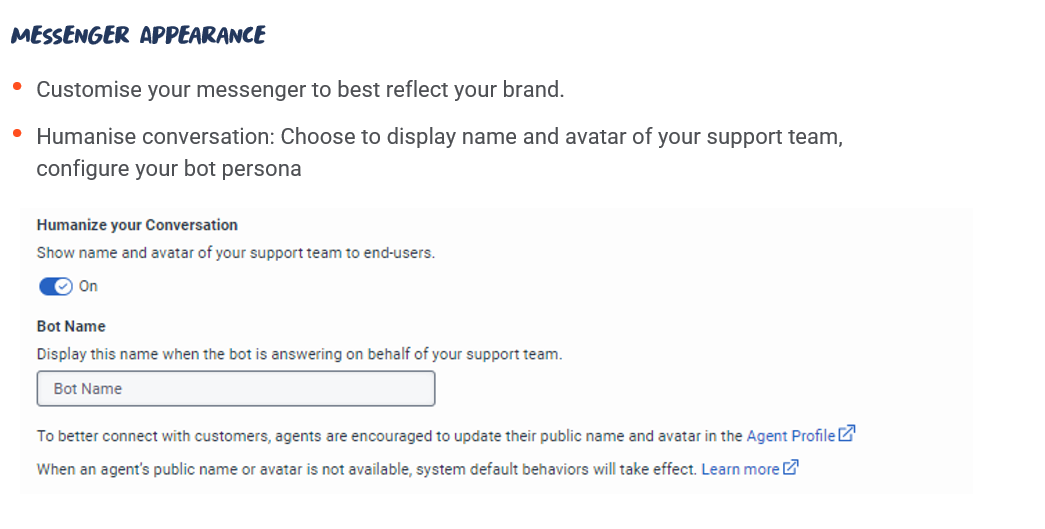 MESSENGER APPEARANCE
Customise your messenger to best reflect your brand.
Humanise conversation: Choose to display name and avatar of your support team,
configure your bot persona
Humanize your Conversation
Show name and avatar of your support team to end-users.
On
Bot Name
Display this name when the bot is answering on behalf of your support team.
Bot Name
To better connect with customers, agents are encouraged to update their public name and avatar in the Agent Profile
When an agent's public name or avatar is not available, system default behaviors will take effect. Learn more